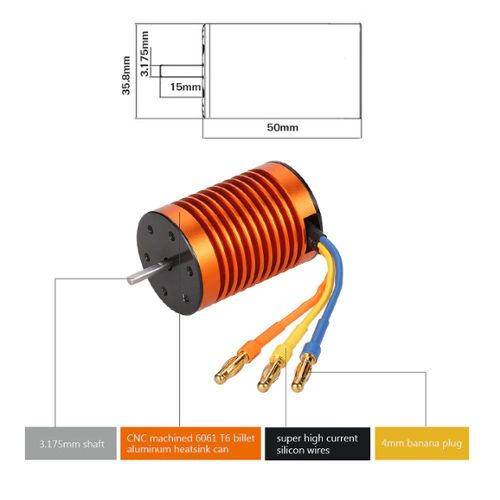 35.8mm
3.175mm
15mm
50mm
3.175mm shaft
CNC machined 6061 T6 billet
aluminum heatsink can
super high current
silicon wires
4mm banana plug